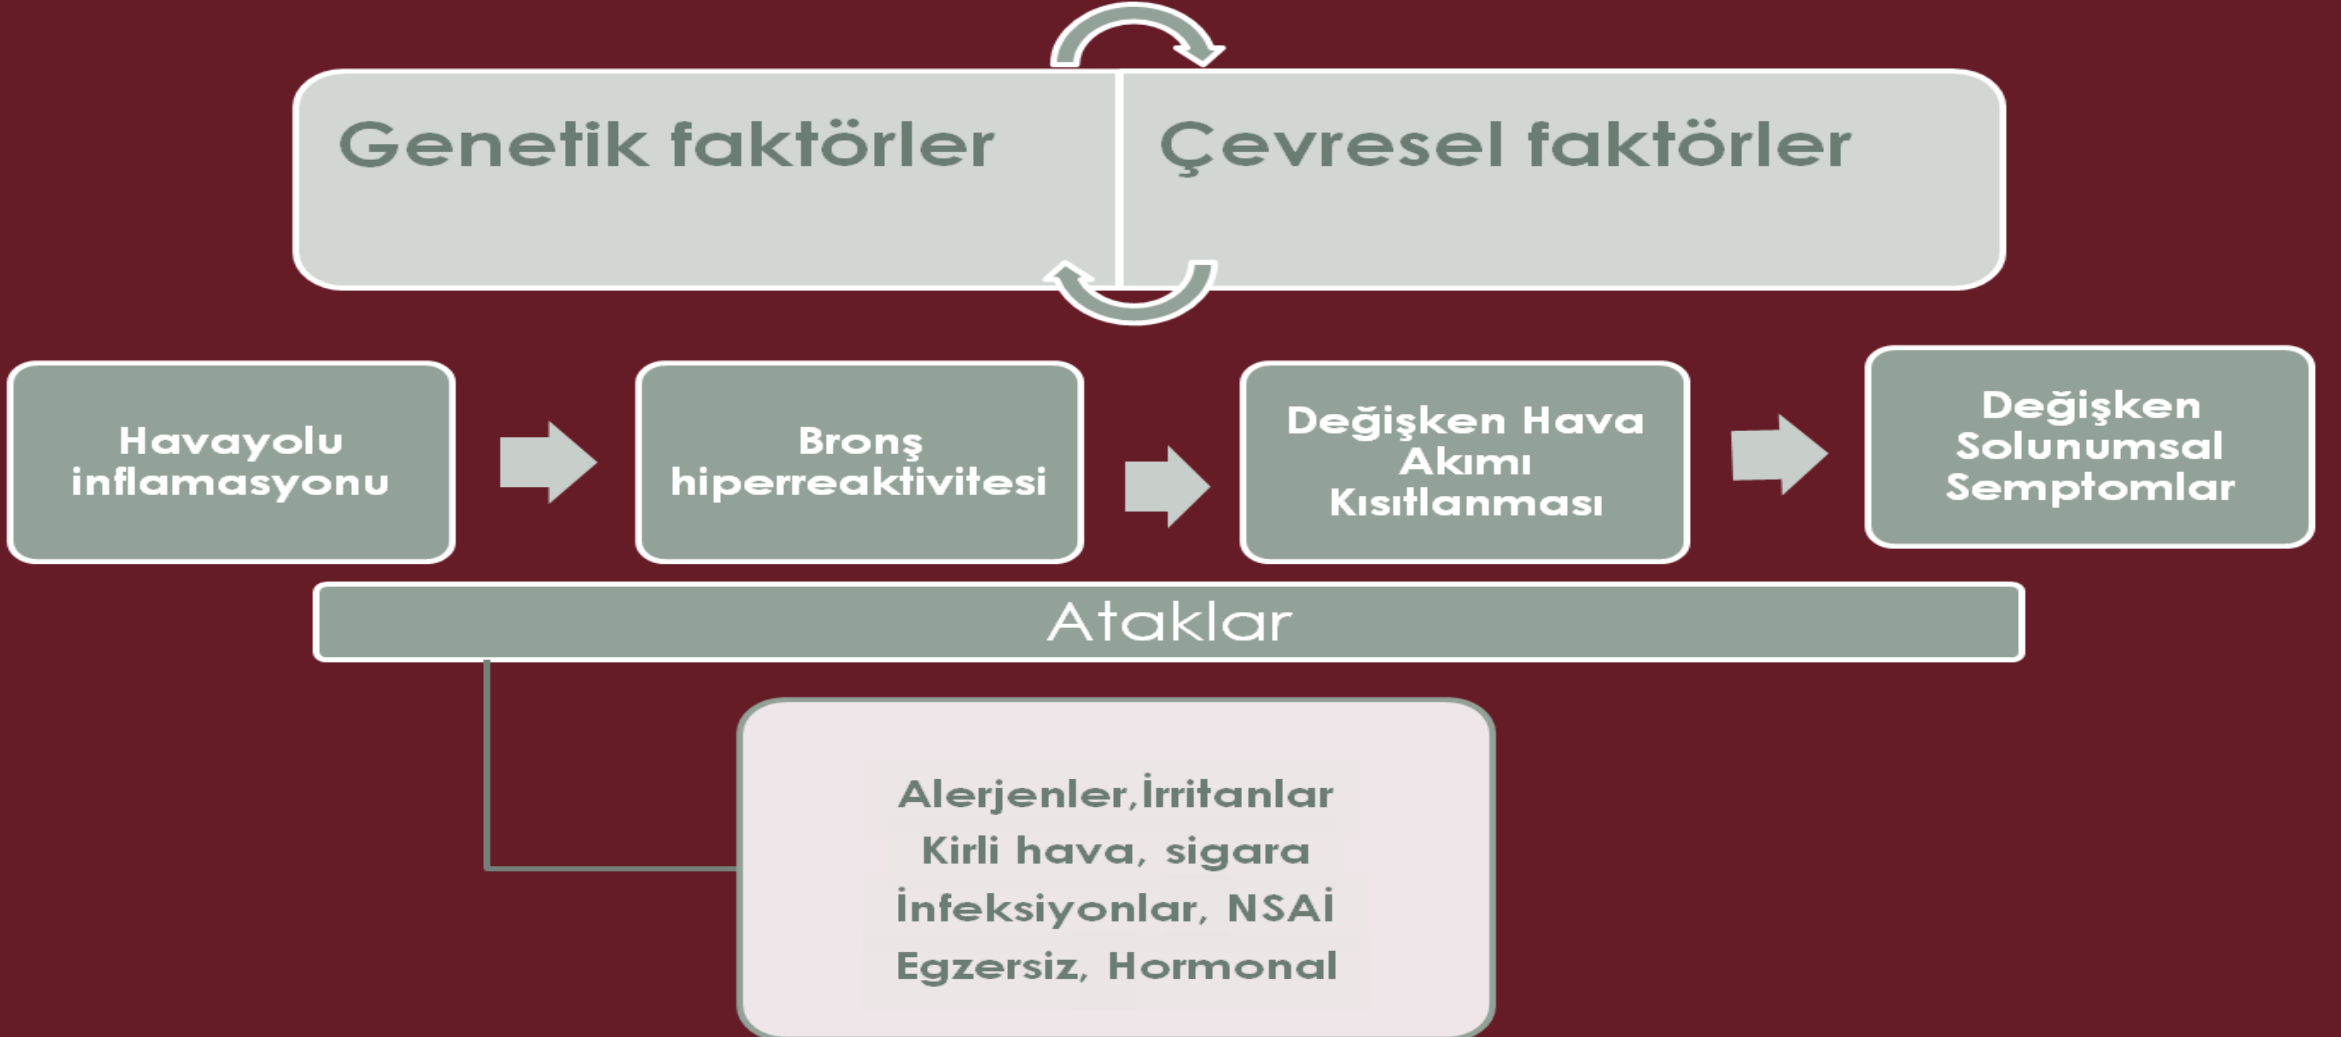 Genetik faktörler
Çevresel faktörler
Havayolu
inflamasyonu
Bronş
hiperreaktivitesi
Değişken Hava
Akımı
Kısıtlanması
Değişken
Solunumsal
Semptomlar
Ataklar
Alerjenler,İrritanlar
Kirli hava, sigara
İnfeksiyonlar, NSAİ
Egzersiz, Hormonal